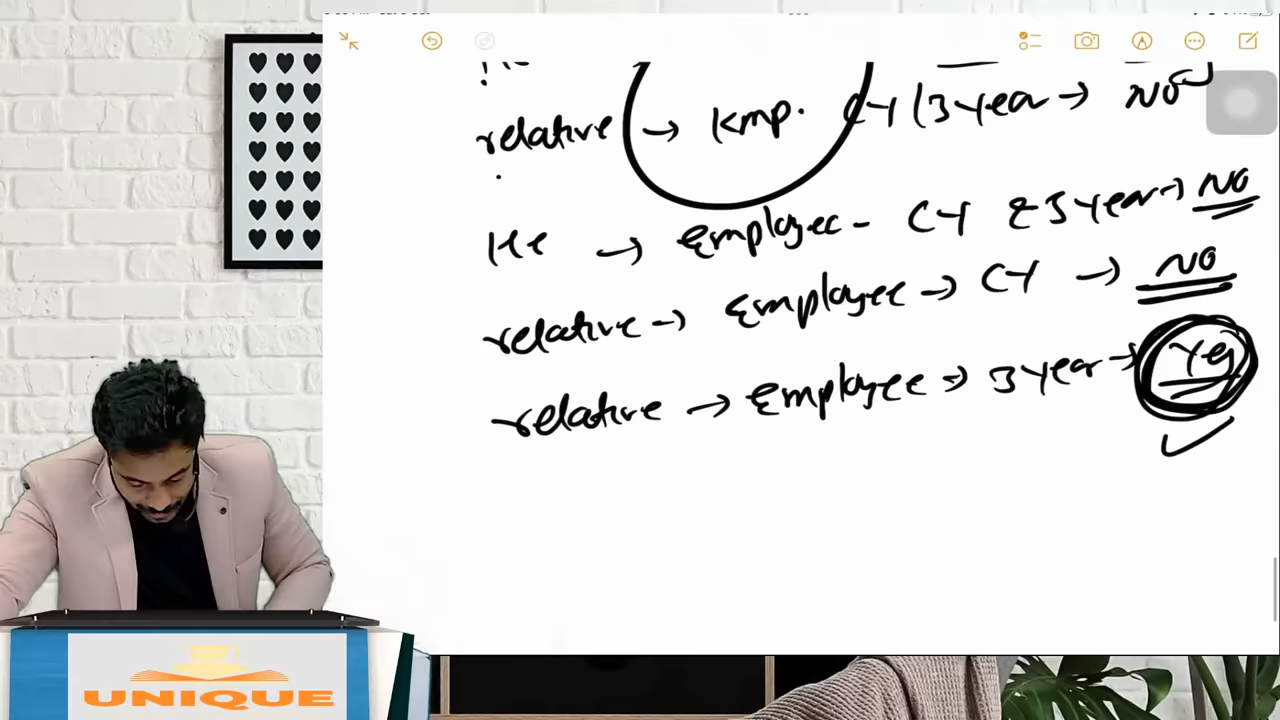 relative → Kmp. CY / 3 Year → NO
He → Employee - CY & 3 Year → NO
relative → Employee → CY → NO
relative → Employee → 3 Year → Yes
UNIQUE